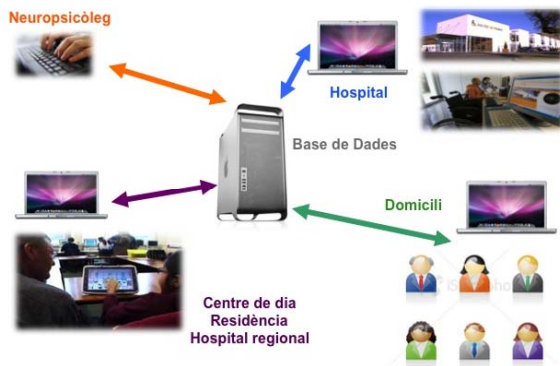 Neuropsicòleg
Hospital
Base de Dades
Domicili
Centre de dia
Residència
Hospital regional